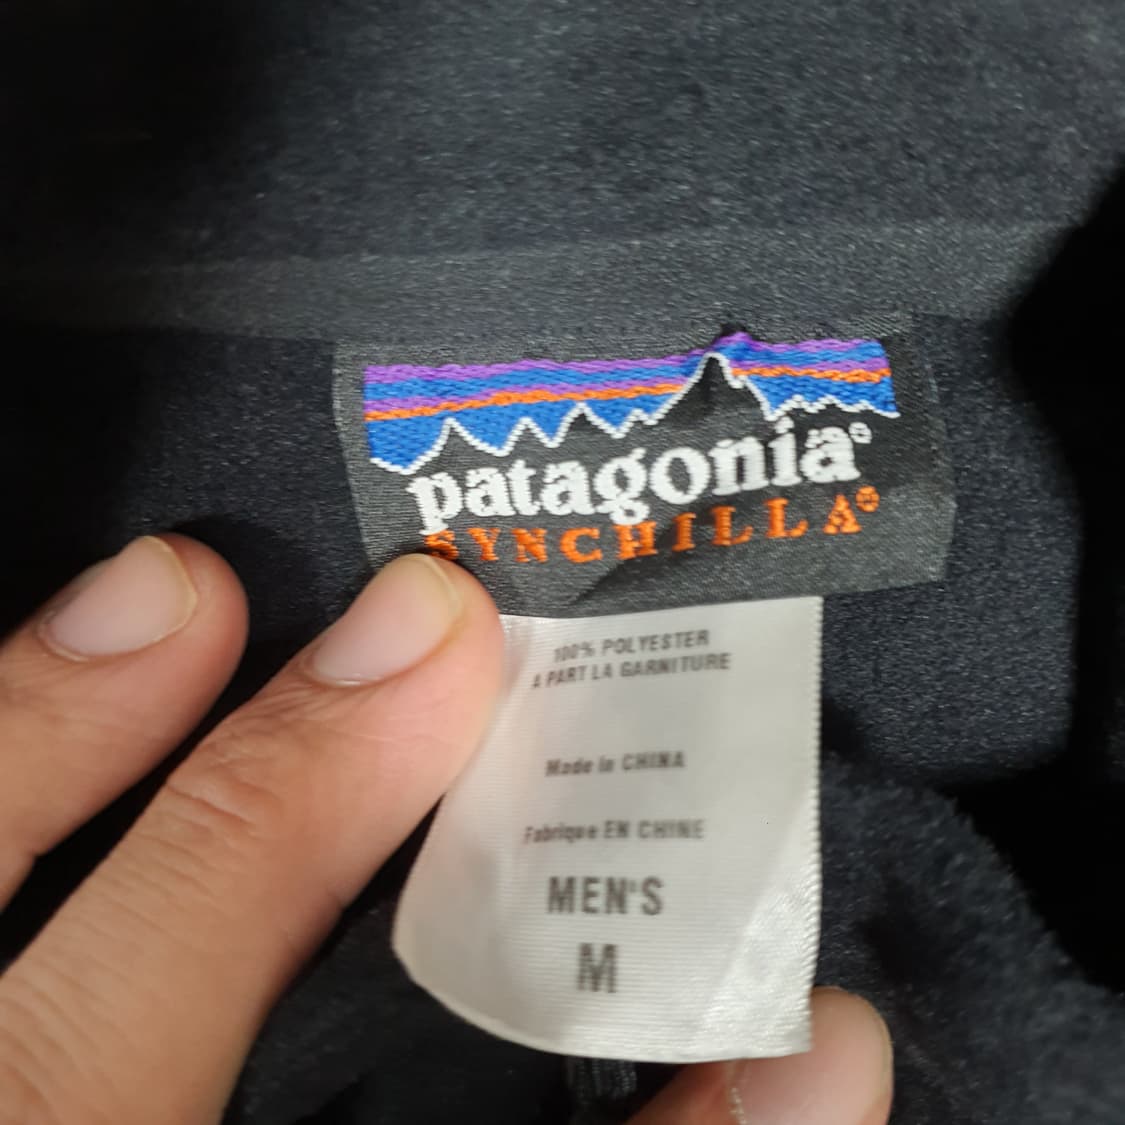 patagonia®
SYNCHILLA®
100% POLYESTER
A PART LA GARNITURE
Made in CHINA
Fabrique EN CHINE
MEN'S
M